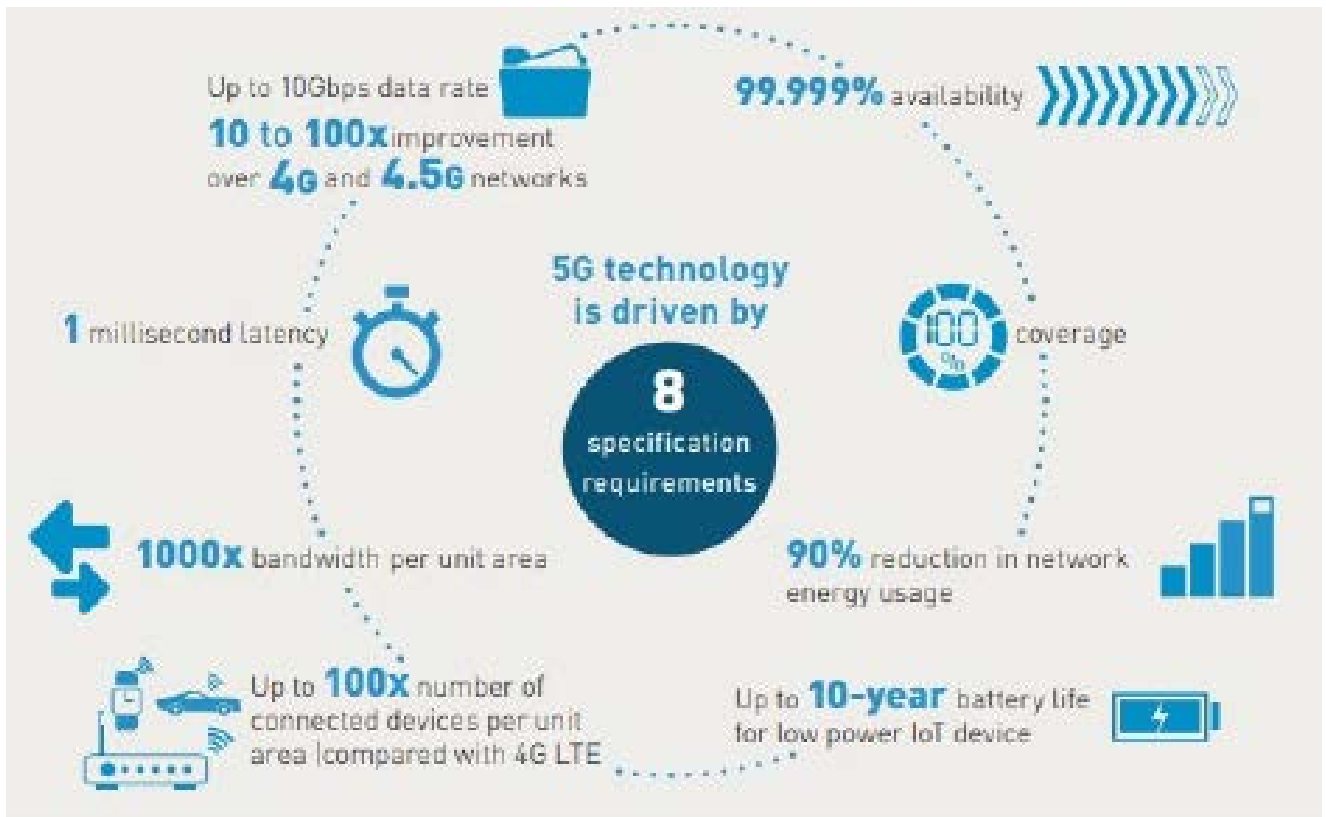 Up to 10Gbps data rate
10 to 100x improvement
over 4G and 4.5G networks
99.999% availability
5G technology
is driven by
8
specification
requirements
1 millisecond latency
100
%
coverage
1000x bandwidth per unit area
90% reduction in network
energy usage
Up to 100x number of
connected devices per unit
area (compared with 4G LTE
Up to 10-year battery life
for low power IoT device